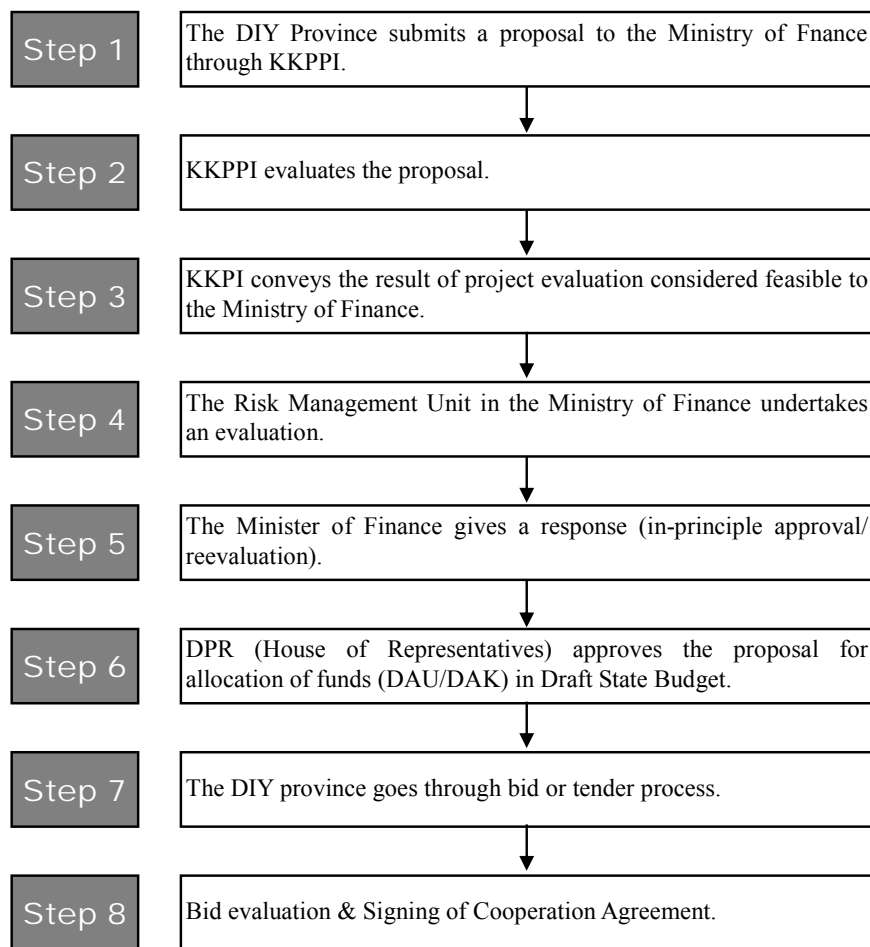 Step 1
The DIY Province submits a proposal to the Ministry of Fnance
through KKPPI.
Step 2
KKPPI evaluates the proposal.
Step 3
KKPI conveys the result of project evaluation considered feasible to
the Ministry of Finance.
Step 4
The Risk Management Unit in the Ministry of Finance undertakes
an evaluation.
Step 5
The Minister of Finance gives a response (in-principle approval/
reevaluation).
Step 6
DPR (House of Representatives) approves the proposal for
allocation of funds (DAU/DAK) in Draft State Budget.
Step 7
The DIY province goes through bid or tender process.
Step 8
Bid evaluation & Signing of Cooperation Agreement.